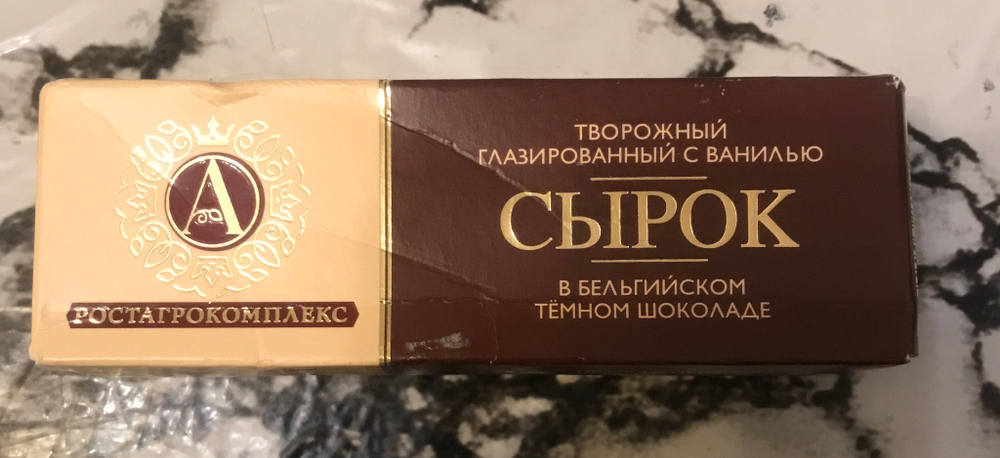 А
РОСТАГРОКОМПЛЕКС
ТВОРОЖНЫЙ
ГЛАЗИРОВАННЫЙ С ВАНИЛЬЮ
СЫРОК
В БЕЛЬГИЙСКОМ
ТЁМНОМ ШОКОЛАДЕ